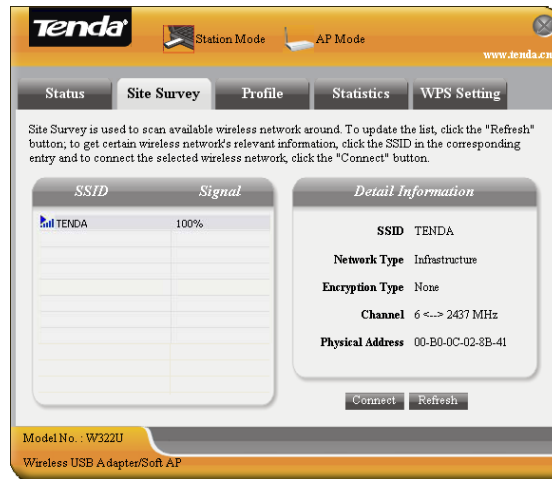 Tenda
Station Mode
AP Mode
www.tenda.cn
Status
Site Survey
Profile
Statistics
WPS Setting
Site Survey is used to scan available wireless network around. To update the list, click the "Refresh"
button; to get certain wireless network's relevant information, click the SSID in the corresponding
entry and to connect the selected wireless network, click the "Connect" button.
SSID Signal
TENDA 100%
Detail Information
SSID TENDA
Network Type Infrastructure
Encryption Type None
Channel 6 <--> 2437 MHz
Physical Address 00-B0-0C-02-8B-41
Connect Refresh
Model No. : W322U
Wireless USB Adapter/Soft AP